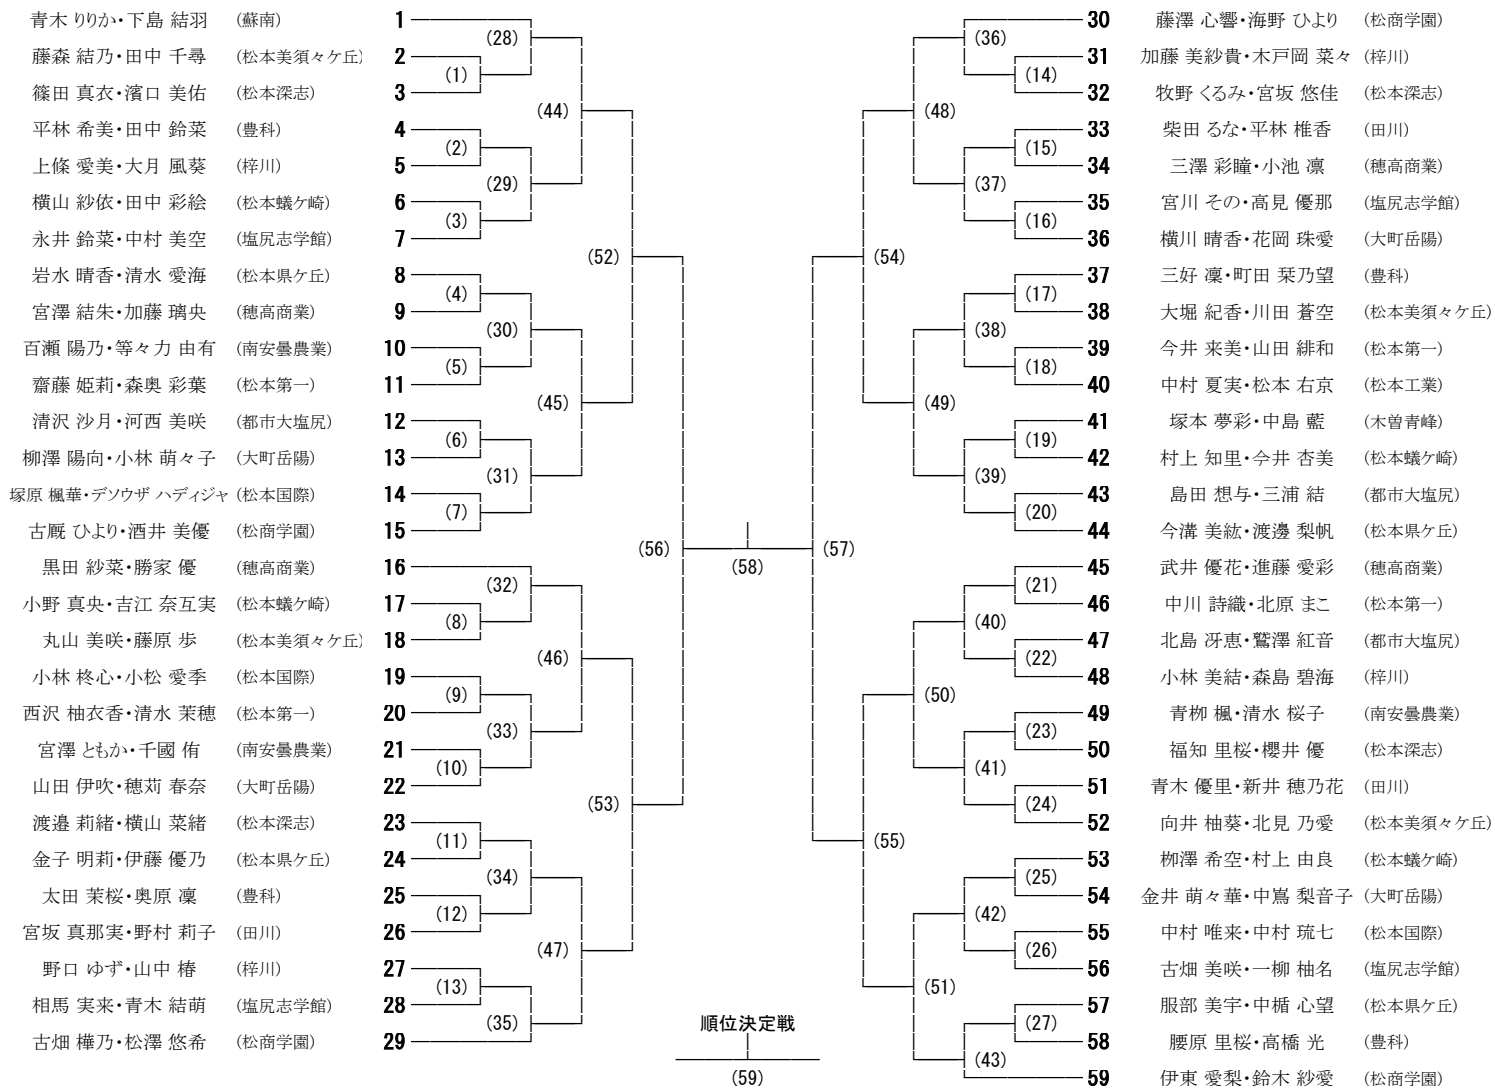 青木 りりか・下島 結羽 (蘇南) 1
藤森 結乃・田中 千尋 (松本美須々ケ丘) 2
篠田 真衣・濱口 美佑 (松本深志) 3
平林 希美・田中 鈴菜 (豊科) 4
上條 愛美・大月 風葵 (梓川) 5
横山 紗依・田中 彩絵 (松本蟻ケ崎) 6
永井 鈴菜・中村 美空 (塩尻志学館) 7
岩水 晴香・清水 愛海 (松本県ケ丘) 8
宮澤 結朱・加藤 璃央 (穂高商業) 9
百瀬 陽乃・等々力 由有 (南安曇農業) 10
齋藤 姫莉・森奥 彩葉 (松本第一) 11
清沢 沙月・河西 美咲 (都市大塩尻) 12
柳澤 陽向・小林 萌々子 (大町岳陽) 13
塚原 楓華・デソウザ ハディジャ (松本国際) 14
古厩 ひより・酒井 美優 (松商学園) 15
黒田 紗菜・勝家 優 (穂高商業) 16
小野 真央・吉江 奈互実 (松本蟻ケ崎) 17
丸山 美咲・藤原 歩 (松本美須々ケ丘) 18
小林 柊心・小松 愛季 (松本国際) 19
西沢 柚衣香・清水 茉穂 (松本第一) 20
宮澤 ともか・千國 侑 (南安曇農業) 21
山田 伊吹・穂苅 春奈 (大町岳陽) 22
渡邉 莉緒・横山 菜緒 (松本深志) 23
金子 明莉・伊藤 優乃 (松本県ケ丘) 24
太田 茉桜・奥原 凜 (豊科) 25
宮坂 真那実・野村 莉子 (田川) 26
野口 ゆず・山中 椿 (梓川) 27
相馬 実来・青木 結萌 (塩尻志学館) 28
古畑 樺乃・松澤 悠希 (松商学園) 29
(1)
(2)
(3)
(4)
(5)
(6)
(7)
(8)
(9)
(10)
(11)
(12)
(13)
(28)
(29)
(30)
(31)
(32)
(33)
(34)
(35)
(44)
(45)
(46)
(47)
(52)
(53)
(56)
(58)
(57)
順位決定戦
(59)
(54)
(55)
(48)
(49)
(50)
(51)
(36)
(37)
(38)
(39)
(40)
(41)
(42)
(43)
(14)
(15)
(16)
(17)
(18)
(19)
(20)
(21)
(22)
(23)
(24)
(25)
(26)
(27)
30 藤澤 心響・海野 ひより (松商学園)
31 加藤 美紗貴・木戸岡 菜々 (梓川)
32 牧野 くるみ・宮坂 悠佳 (松本深志)
33 柴田 るな・平林 椎香 (田川)
34 三澤 彩瞳・小池 凛 (穂高商業)
35 宮川 その・高見 優那 (塩尻志学館)
36 横川 晴香・花岡 珠愛 (大町岳陽)
37 三好 凜・町田 栞乃望 (豊科)
38 大堀 紀香・川田 蒼空 (松本美須々ケ丘)
39 今井 来美・山田 緋和 (松本第一)
40 中村 夏実・松本 右京 (松本工業)
41 塚本 夢彩・中島 藍 (木曽青峰)
42 村上 知里・今井 杏美 (松本蟻ケ崎)
43 島田 想与・三浦 結 (都市大塩尻)
44 今溝 美紘・渡邊 梨帆 (松本県ケ丘)
45 武井 優花・進藤 愛彩 (穂高商業)
46 中川 詩織・北原 まこ (松本第一)
47 北島 冴恵・鷲澤 紅音 (都市大塩尻)
48 小林 美結・森島 碧海 (梓川)
49 青栁 楓・清水 桜子 (南安曇農業)
50 福知 里桜・櫻井 優 (松本深志)
51 青木 優里・新井 穂乃花 (田川)
52 向井 柚葵・北見 乃愛 (松本美須々ケ丘)
53 栁澤 希空・村上 由良 (松本蟻ケ崎)
54 金井 萌々華・中嶌 梨音子 (大町岳陽)
55 中村 唯来・中村 琉七 (松本国際)
56 古畑 美咲・一柳 柚名 (塩尻志学館)
57 服部 美宇・中楯 心望 (松本県ケ丘)
58 腰原 里桜・高橋 光 (豊科)
59 伊東 愛梨・鈴木 紗愛 (松商学園)